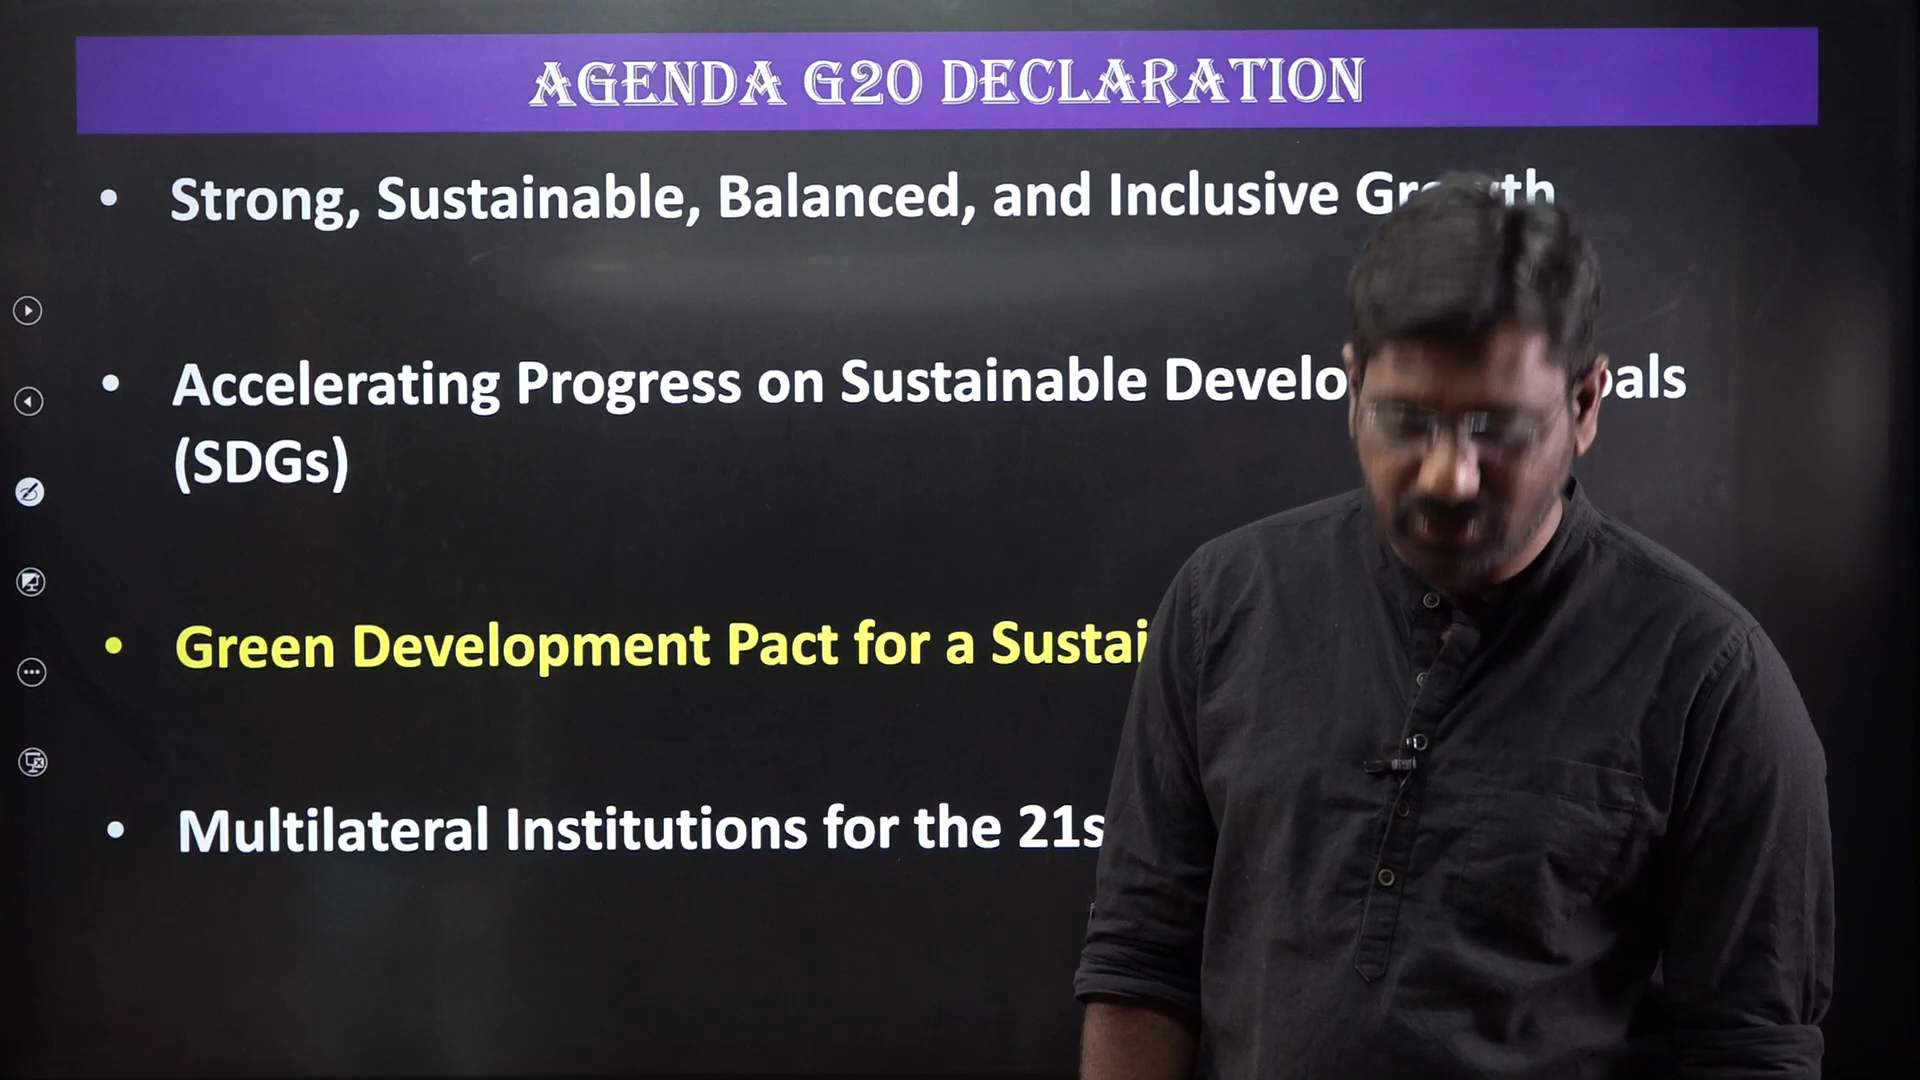 AGENDA G20 DECLARATION
• Strong, Sustainable, Balanced, and Inclusive
• Accelerating Progress on Sustainable
(SDGs)
• Green Development Pact for a
• Multilateral Institutions for the